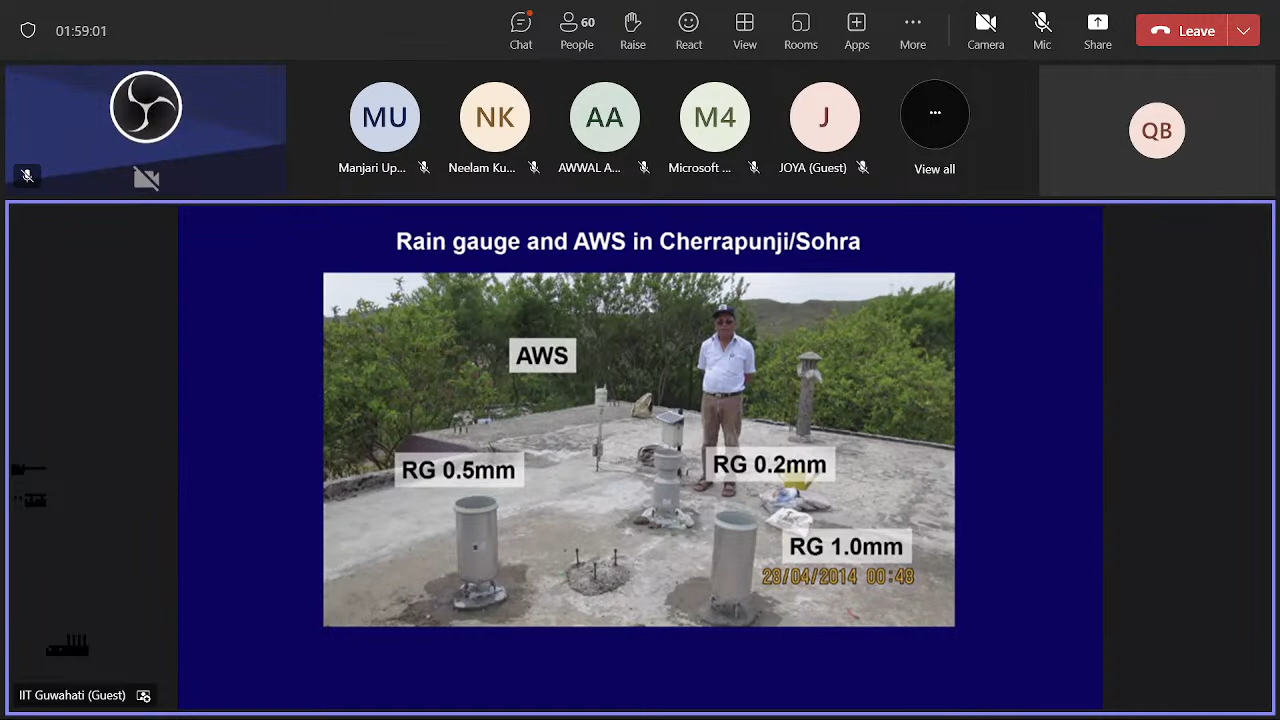 01:59:01
Chat
60
People
Raise
React
View
Rooms
Apps
More
Camera
Mic
Share
Leave
MU
NK
AA
M4
J
QB
Manjari Up...
Neelam Ku...
AWWAL A...
Microsoft ...
JOYA (Guest)
View all
Rain gauge and AWS in Cherrapunji/Sohra
AWS
RG 0.5mm
RG 0.2mm
RG 1.0mm
28/04/2014 00:48
IIT Guwahati (Guest)